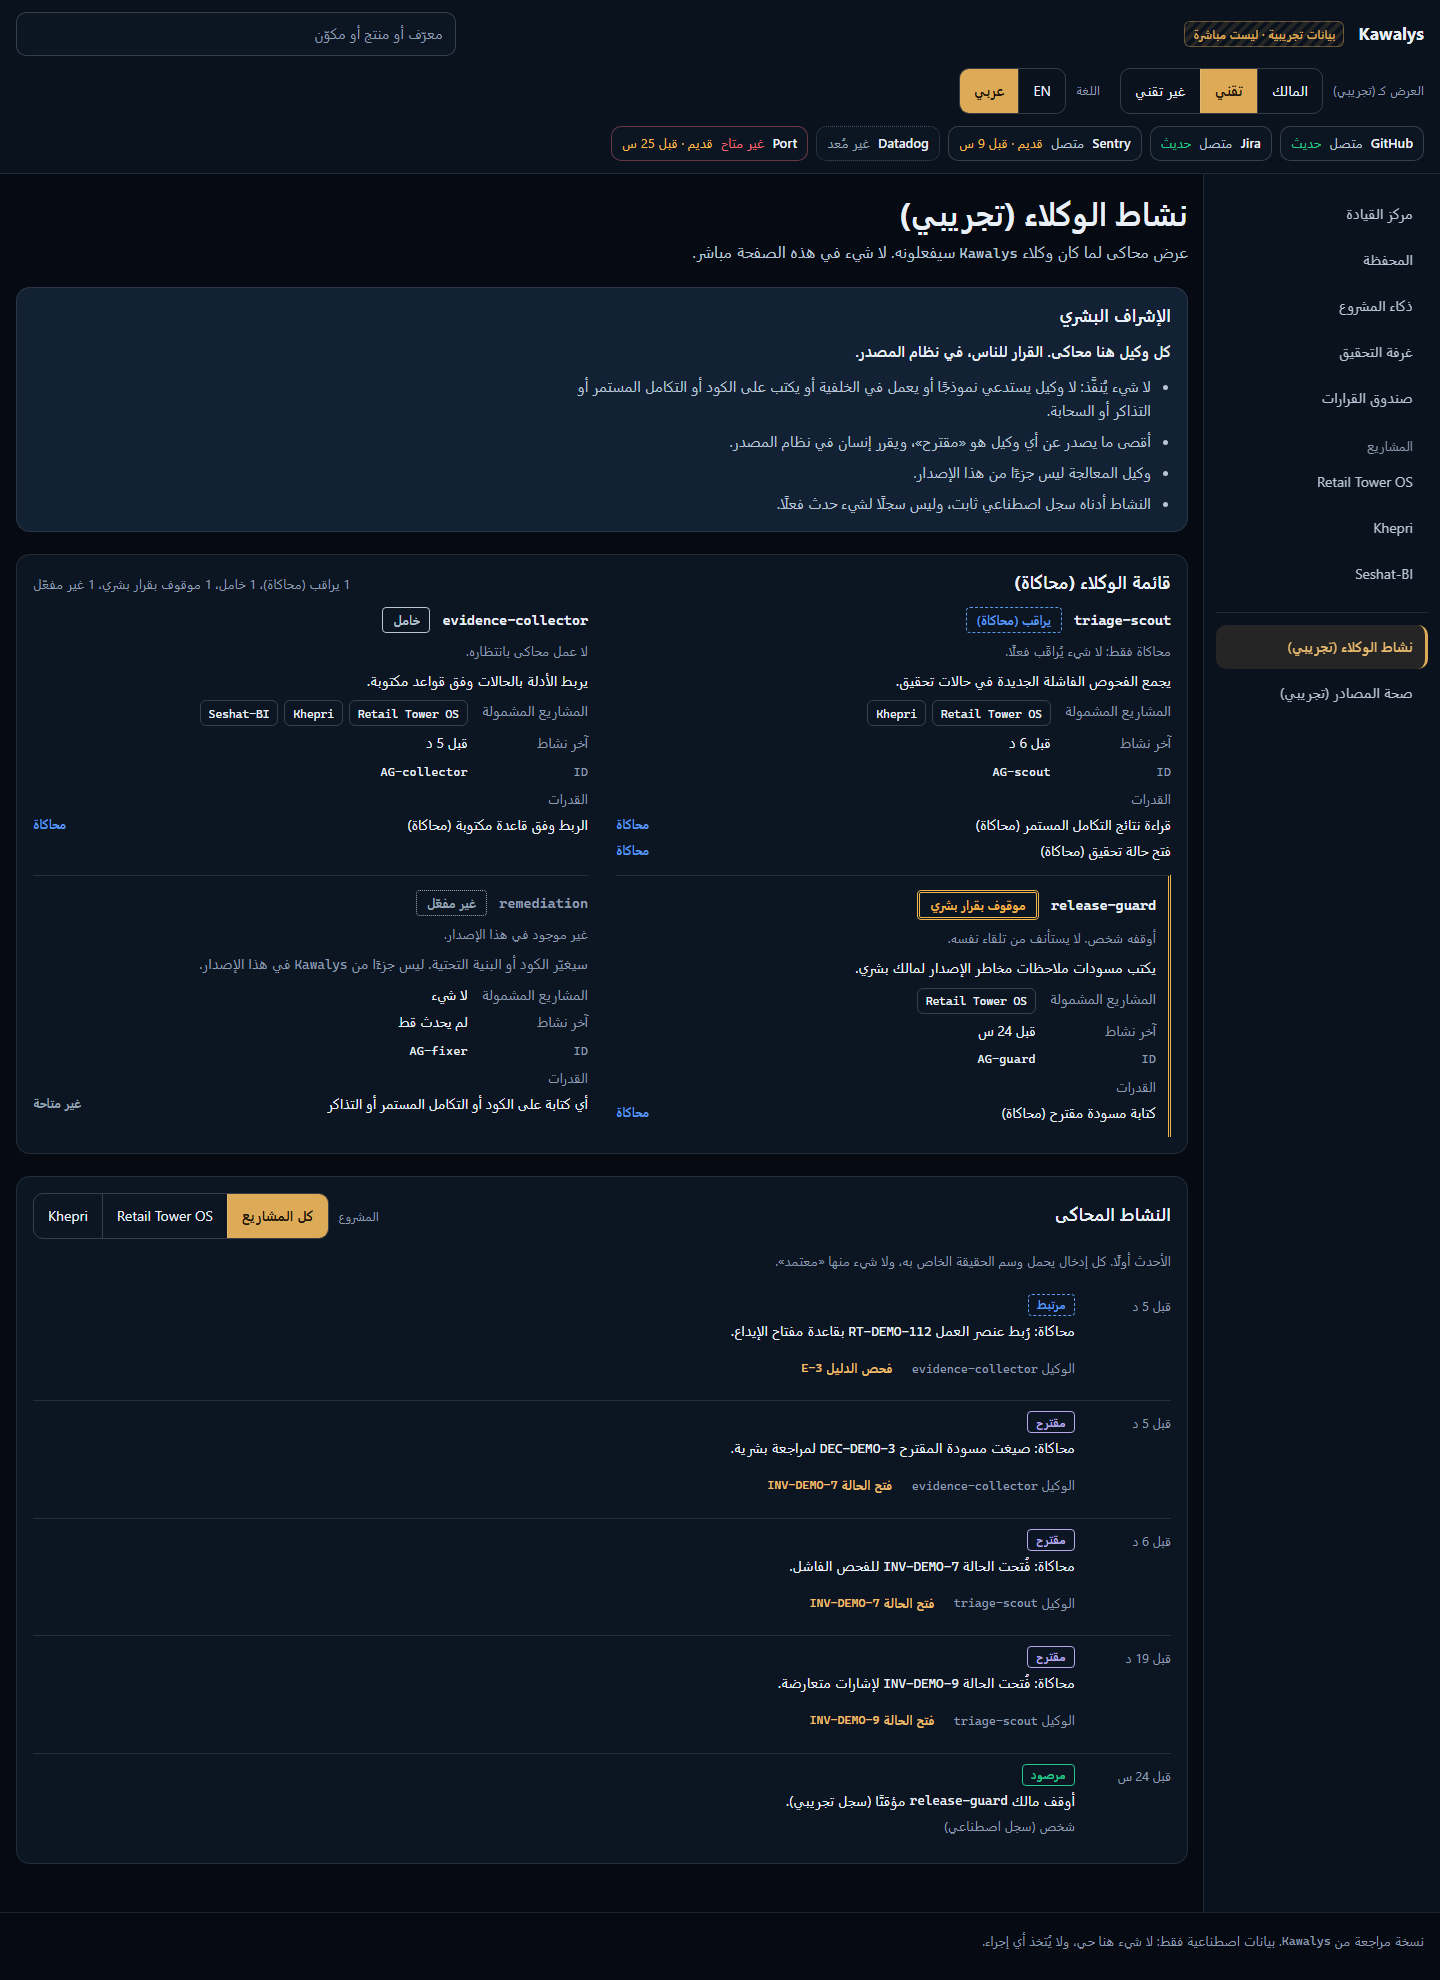 Kawalys
بيانات تجريبية · ليست مباشرة
معرّف أو منتج أو مكوّن
العرض كـ (تجريبي)
المالك
تقني
غير تقني
اللغة
EN
عربي
GitHub متصل حديث
Jira متصل حديث
Sentry متصل قديم · قبل 9 س
Datadog غير مُعد
Port غير متاح قديم · قبل 25 س
مركز القيادة
المحفظة
ذكاء المشروع
غرفة التحقيق
صندوق القرارات
المشاريع
Retail Tower OS
Khepri
Seshat-BI
نشاط الوكلاء (تجريبي)
صحة المصادر (تجريبي)
نشاط الوكلاء (تجريبي)
عرض محاكى لما كان وكلاء Kawalys سيفعلونه. لا شيء في هذه الصفحة مباشر.
الإشراف البشري
كل وكيل هنا محاكى. القرار للناس، في نظام المصدر.
لا شيء يُنفَّذ: لا وكيل يستدعي نموذجًا أو يعمل في الخلفية أو يكتب على الكود أو التكامل المستمر أو
التذاكر أو السحابة.
أقصى ما يصدر عن أي وكيل هو «مقترح»، ويقرر إنسان في نظام المصدر.
وكيل المعالجة ليس جزءًا من هذا الإصدار.
النشاط أدناه سجل اصطناعي ثابت، وليس سجلًا لشيء حدث فعلًا.
قائمة الوكلاء (محاكاة)
1 يراقب (محاكاة)، 1 خامل، 1 موقوف بقرار بشري، 1 غير مفعّل
triage-scout
يراقب (محاكاة)
محاكاة فقط: لا شيء يُراقَب فعلًا.
يجمع الفحوص الفاشلة الجديدة في حالات تحقيق.
المشاريع المشمولة Retail Tower OS Khepri
آخر نشاط قبل 6 د
ID AG-scout
القدرات
قراءة نتائج التكامل المستمر (محاكاة) محاكاة
فتح حالة تحقيق (محاكاة) محاكاة
evidence-collector
خامل
لا عمل محاكى بانتظاره.
يربط الأدلة بالحالات وفق قواعد مكتوبة.
المشاريع المشمولة Retail Tower OS Khepri Seshat-BI
آخر نشاط قبل 5 د
ID AG-collector
القدرات
الربط وفق قاعدة مكتوبة (محاكاة) محاكاة
release-guard
موقوف بقرار بشري
أوقفه شخص. لا يستأنف من تلقاء نفسه.
يكتب مسودات ملاحظات مخاطر الإصدار لمالك بشري.
المشاريع المشمولة Retail Tower OS
آخر نشاط قبل 24 س
ID AG-guard
القدرات
كتابة مسودة مقترح (محاكاة) محاكاة
remediation
غير مفعّل
غير موجود في هذا الإصدار.
سيغيّر الكود أو البنية التحتية. ليس جزءًا من Kawalys في هذا الإصدار.
المشاريع المشمولة لا شيء
آخر نشاط لم يحدث قط
ID AG-fixer
القدرات
أي كتابة على الكود أو التكامل المستمر أو التذاكر غير متاحة
النشاط المحاكى
المشروع
كل المشاريع
Retail Tower OS
Khepri
الأحدث أولًا. كل إدخال يحمل وسم الحقيقة الخاص به، ولا شيء منها «معتمد».
قبل 5 د
مرتبط
محاكاة: رُبط عنصر العمل RT-DEMO-112 بقاعدة مفتاح الإيداع.
الوكيل evidence-collector فحص الدليل E-3
قبل 5 د
مقترح
محاكاة: صيغت مسودة المقترح DEC-DEMO-3 لمراجعة بشرية.
الوكيل evidence-collector فتح الحالة INV-DEMO-7
قبل 6 د
مقترح
محاكاة: فُتحت الحالة INV-DEMO-7 للفحص الفاشل.
الوكيل triage-scout فتح الحالة INV-DEMO-7
قبل 19 د
مقترح
محاكاة: فُتحت الحالة INV-DEMO-9 لإشارات متعارضة.
الوكيل triage-scout فتح الحالة INV-DEMO-9
قبل 24 س
مرصود
أوقف مالك release-guard مؤقتًا (سجل تجريبي).
شخص (سجل اصطناعي)
نسخة مراجعة من Kawalys. بيانات اصطناعية فقط: لا شيء هنا حي، ولا يُتخذ أي إجراء.